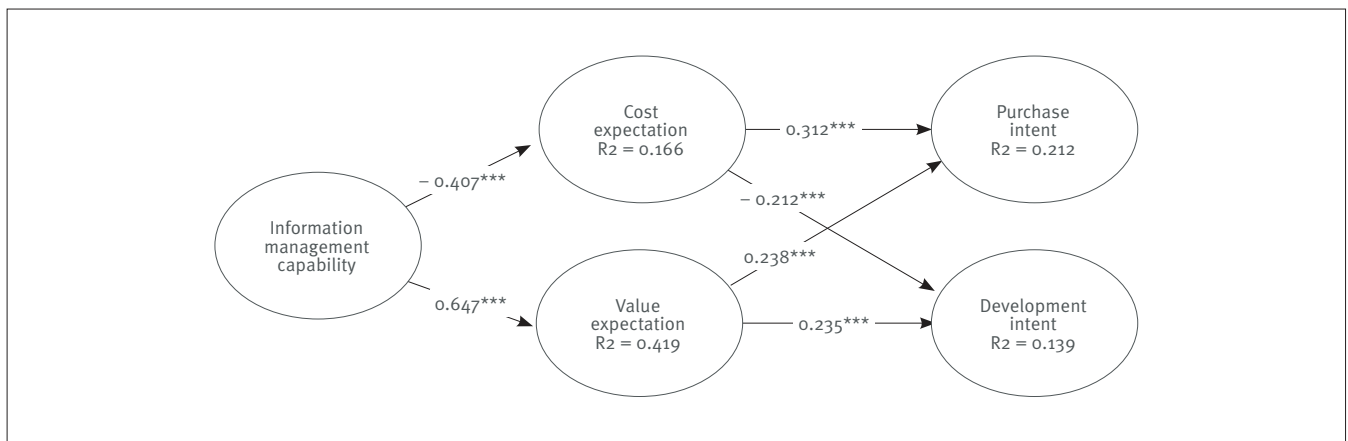 Cost
expectation
R2 = 0.166
0.312***
Purchase
intent
R2 = 0.212
– 0.407***
– 0.212***
Information
management
capability
0.238***
0.647***
Value
expectation
R2 = 0.419
0.235***
Development
intent
R2 = 0.139